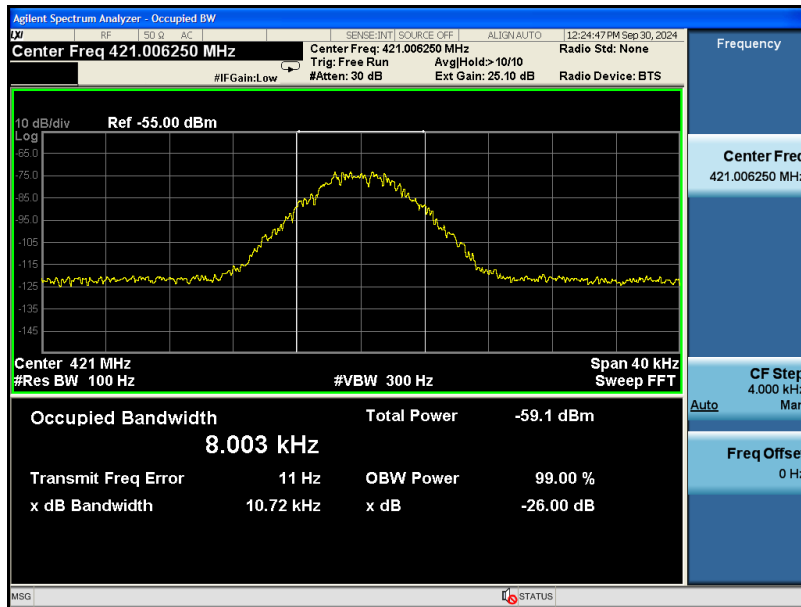 Agilent Spectrum Analyzer - Occupied BW
LXI RF 50 Ω AC SENSE:INT SOURCE OFF ALIGN AUTO 12:24:47 PM Sep 30, 2024
Center Freq 421.006250 MHz
Center Freq: 421.006250 MHz Radio Std: None
Trig: Free Run Avg|Hold:>10/10
#IFGain:Low #Atten: 30 dB Ext Gain: 25.10 dB Radio Device: BTS
Frequency
10 dB/div Ref -55.00 dBm
Log
-65.0
-75.0
-85.0
-95.0
-105
-115
-125
-135
-145
Center 421 MHz Span 40 kHz
#Res BW 100 Hz #VBW 300 Hz Sweep FFT
Occupied Bandwidth Total Power -59.1 dBm
8.003 kHz
Transmit Freq Error 11 Hz OBW Power 99.00 %
x dB Bandwidth 10.72 kHz x dB -26.00 dB
Center Freq
421.006250 MHz
CF Step
4.000 kHz
Auto Man
Freq Offset
0 Hz
MSG STATUS